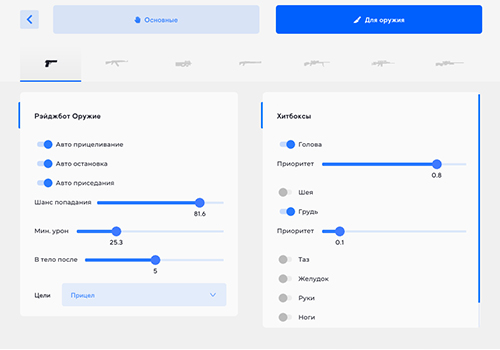 Основные
Для оружия
Рэйджбот Оружие
Авто прицеливание
Авто остановка
Авто приседания
Шанс попадания
81.6
Мин. урон
25.3
В тело после
5
Цели
Прицел
Хитбоксы
Голова
Приоритет
0.8
Шея
Грудь
Приоритет
0.1
Таз
Желудок
Руки
Ноги